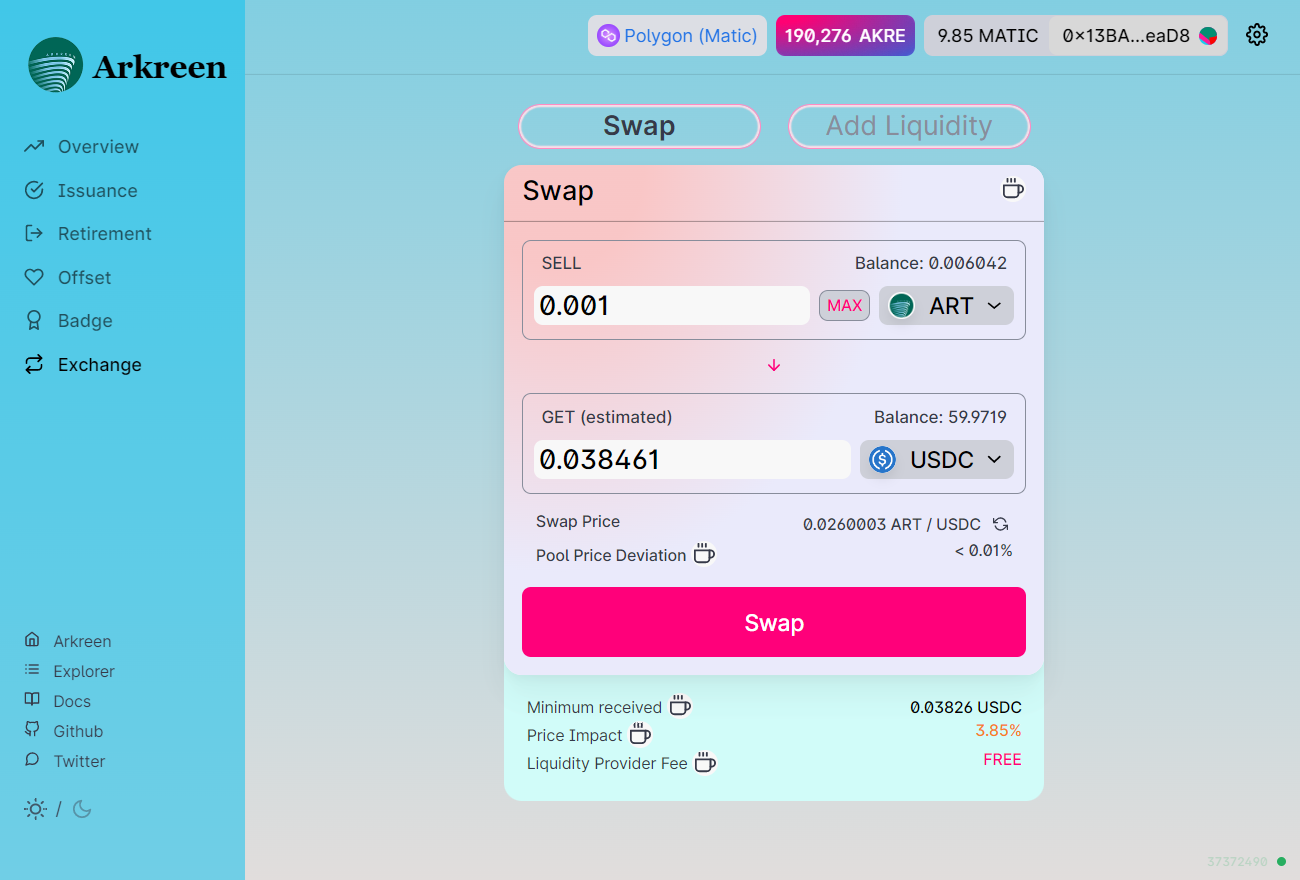 Arkreen
Polygon (Matic)
190,276 AKRE
9.85 MATIC
0x13BA...eaD8
Overview
Issuance
Retirement
Offset
Badge
Exchange
Arkreen
Explorer
Docs
Github
Twitter
/
Swap
Add Liquidity
Swap
SELL
Balance: 0.006042
0.001
MAX
ART
GET (estimated)
Balance: 59.9719
0.038461
USDC
Swap Price
0.0260003 ART / USDC
Pool Price Deviation
< 0.01%
Swap
Minimum received
0.03826 USDC
Price Impact
3.85%
Liquidity Provider Fee
FREE
37372490